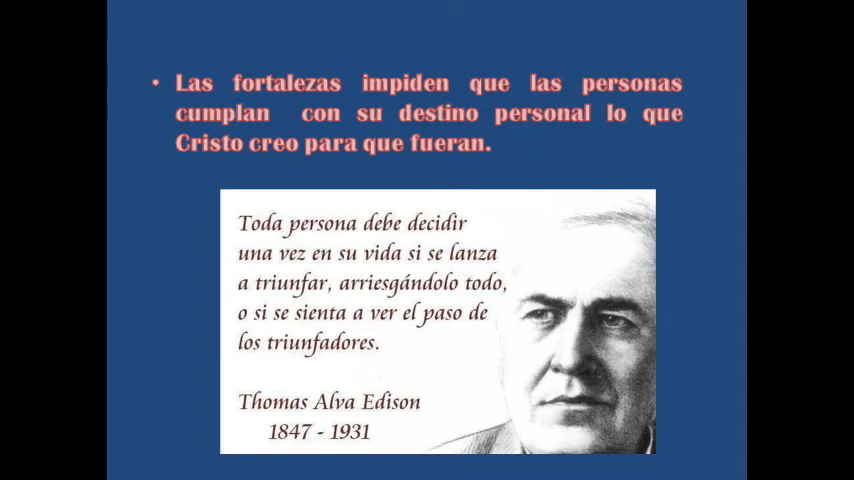 • Las fortalezas impiden que las personas
cumplan con su destino personal lo que
Cristo creo para que fueran.
Toda persona debe decidir
una vez en su vida si se lanza
a triunfar, arriesgándolo todo,
o si se sienta a ver el paso de
los triunfadores.
Thomas Alva Edison
1847 - 1931